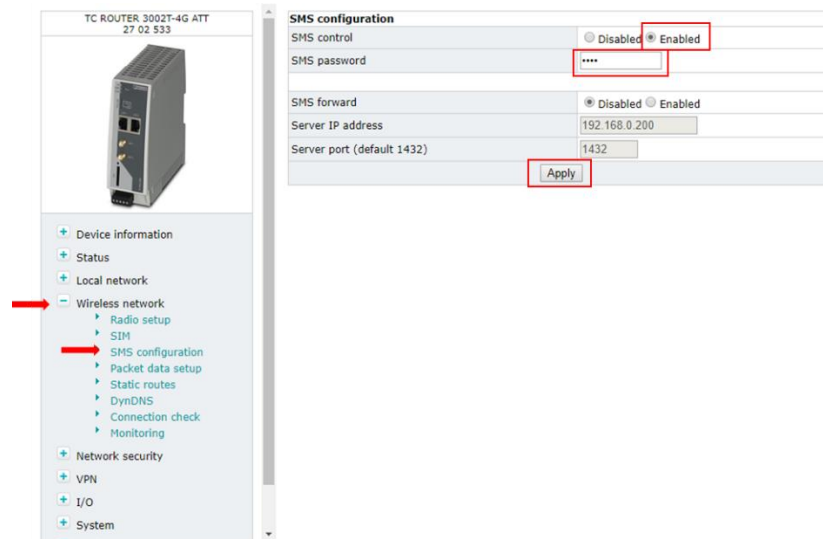 TC ROUTER 3002T-4G ATT
27 02 533
Device information
Status
Local network
Wireless network
Radio setup
SIM
SMS configuration
Packet data setup
Static routes
DynDNS
Connection check
Monitoring
Network security
VPN
I/O
System
SMS configuration
SMS control Disabled Enabled
SMS password ••••
SMS forward Disabled Enabled
Server IP address 192.168.0.200
Server port (default 1432) 1432
Apply